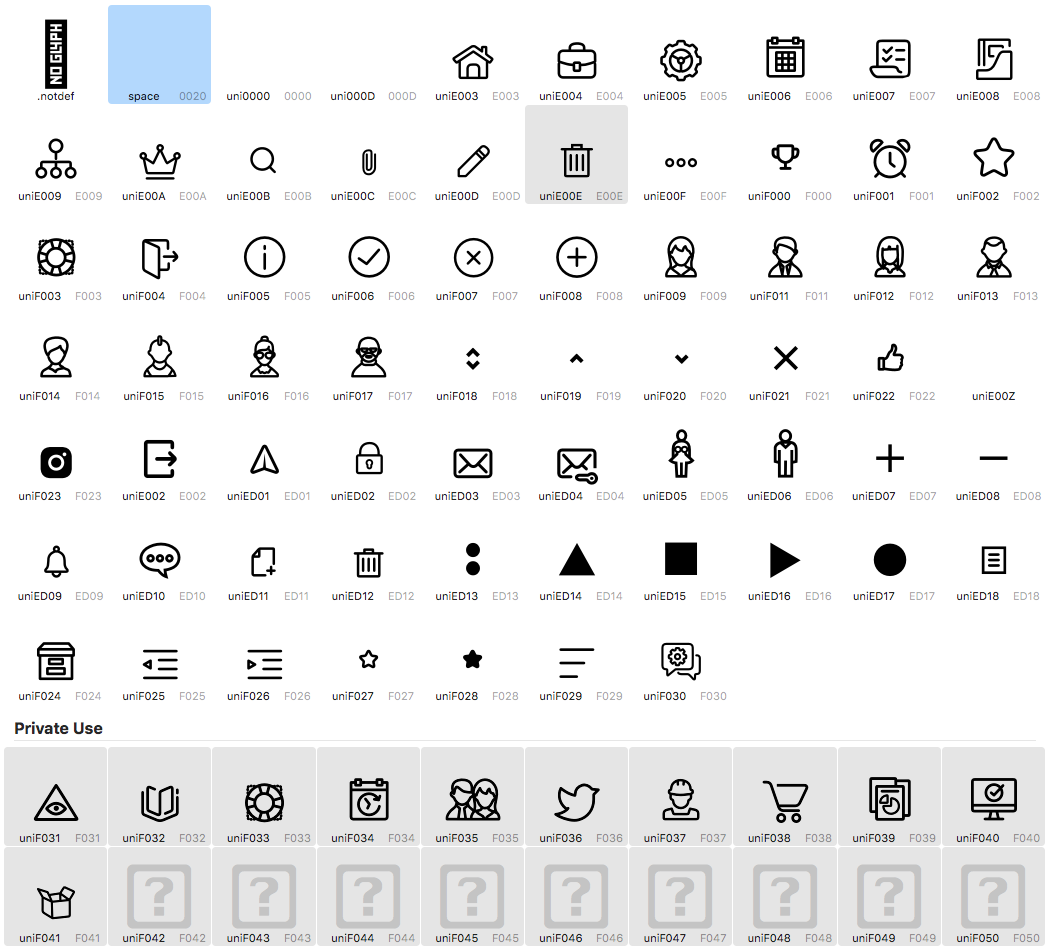 NO GLYPH
.notdef space 0020 uni0000 0000 uni000D 000D uniE003 E003 uniE004 E004 uniE005 E005 uniE006 E006 uniE007 E007 uniE008 E008
uniE009 E009 uniE00A E00A uniE00B E00B uniE00C E00C uniE00D E00D uniE00E E00E uniE00F E00F uniF000 F000 uniF001 F001 uniF002 F002
uniF003 F003 uniF004 F004 uniF005 F005 uniF006 F006 uniF007 F007 uniF008 F008 uniF009 F009 uniF011 F011 uniF012 F012 uniF013 F013
uniF014 F014 uniF015 F015 uniF016 F016 uniF017 F017 uniF018 F018 uniF019 F019 uniF020 F020 uniF021 F021 uniF022 F022 uniE00Z
uniF023 F023 uniE002 E002 uniED01 ED01 uniED02 ED02 uniED03 ED03 uniED04 ED04 uniED05 ED05 uniED06 ED06 uniED07 ED07 uniED08 ED08
uniED09 ED09 uniED10 ED10 uniED11 ED11 uniED12 ED12 uniED13 ED13 uniED14 ED14 uniED15 ED15 uniED16 ED16 uniED17 ED17 uniED18 ED18
uniF024 F024 uniF025 F025 uniF026 F026 uniF027 F027 uniF028 F028 uniF029 F029 uniF030 F030
Private Use
uniF031 F031 uniF032 F032 uniF033 F033 uniF034 F034 uniF035 F035 uniF036 F036 uniF037 F037 uniF038 F038 uniF039 F039 uniF040 F040
? ? ? ? ? ? ? ? ?
uniF041 F041 uniF042 F042 uniF043 F043 uniF044 F044 uniF045 F045 uniF046 F046 uniF047 F047 uniF048 F048 uniF049 F049 uniF050 F050